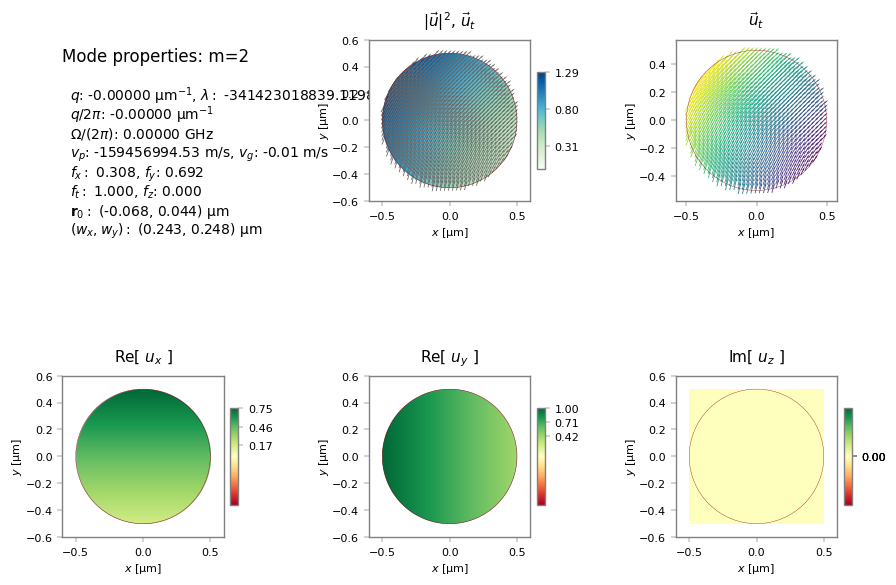 Mode properties: m=2
q: -0.00000 μm⁻¹, λ: -341423018839.1198
q/2π: -0.00000 μm⁻¹
Ω/(2π): 0.00000 GHz
vₚ: -159456994.53 m/s, v_g: -0.01 m/s
fₓ: 0.308, f_y: 0.692
fₜ: 1.000, f_z: 0.000
r₀: (-0.068, 0.044) μm
(wₓ, w_y): (0.243, 0.248) μm
|u⃗|², u⃗ₜ
0.6
0.4
0.2
0.0
−0.2
−0.4
−0.6
y [μm]
−0.5 0.0 0.5
x [μm]
1.29
0.80
0.31
u⃗ₜ
0.4
0.2
0.0
−0.2
−0.4
y [μm]
−0.5 0.0 0.5
x [μm]
Re[ uₓ ]
0.6
0.4
0.2
0.0
−0.2
−0.4
−0.6
y [μm]
−0.5 0.0 0.5
x [μm]
0.75
0.46
0.17
Re[ u_y ]
0.6
0.4
0.2
0.0
−0.2
−0.4
−0.6
y [μm]
−0.5 0.0 0.5
x [μm]
1.00
0.71
0.42
Im[ u_z ]
0.6
0.4
0.2
0.0
−0.2
−0.4
−0.6
y [μm]
−0.5 0.0 0.5
x [μm]
0.00